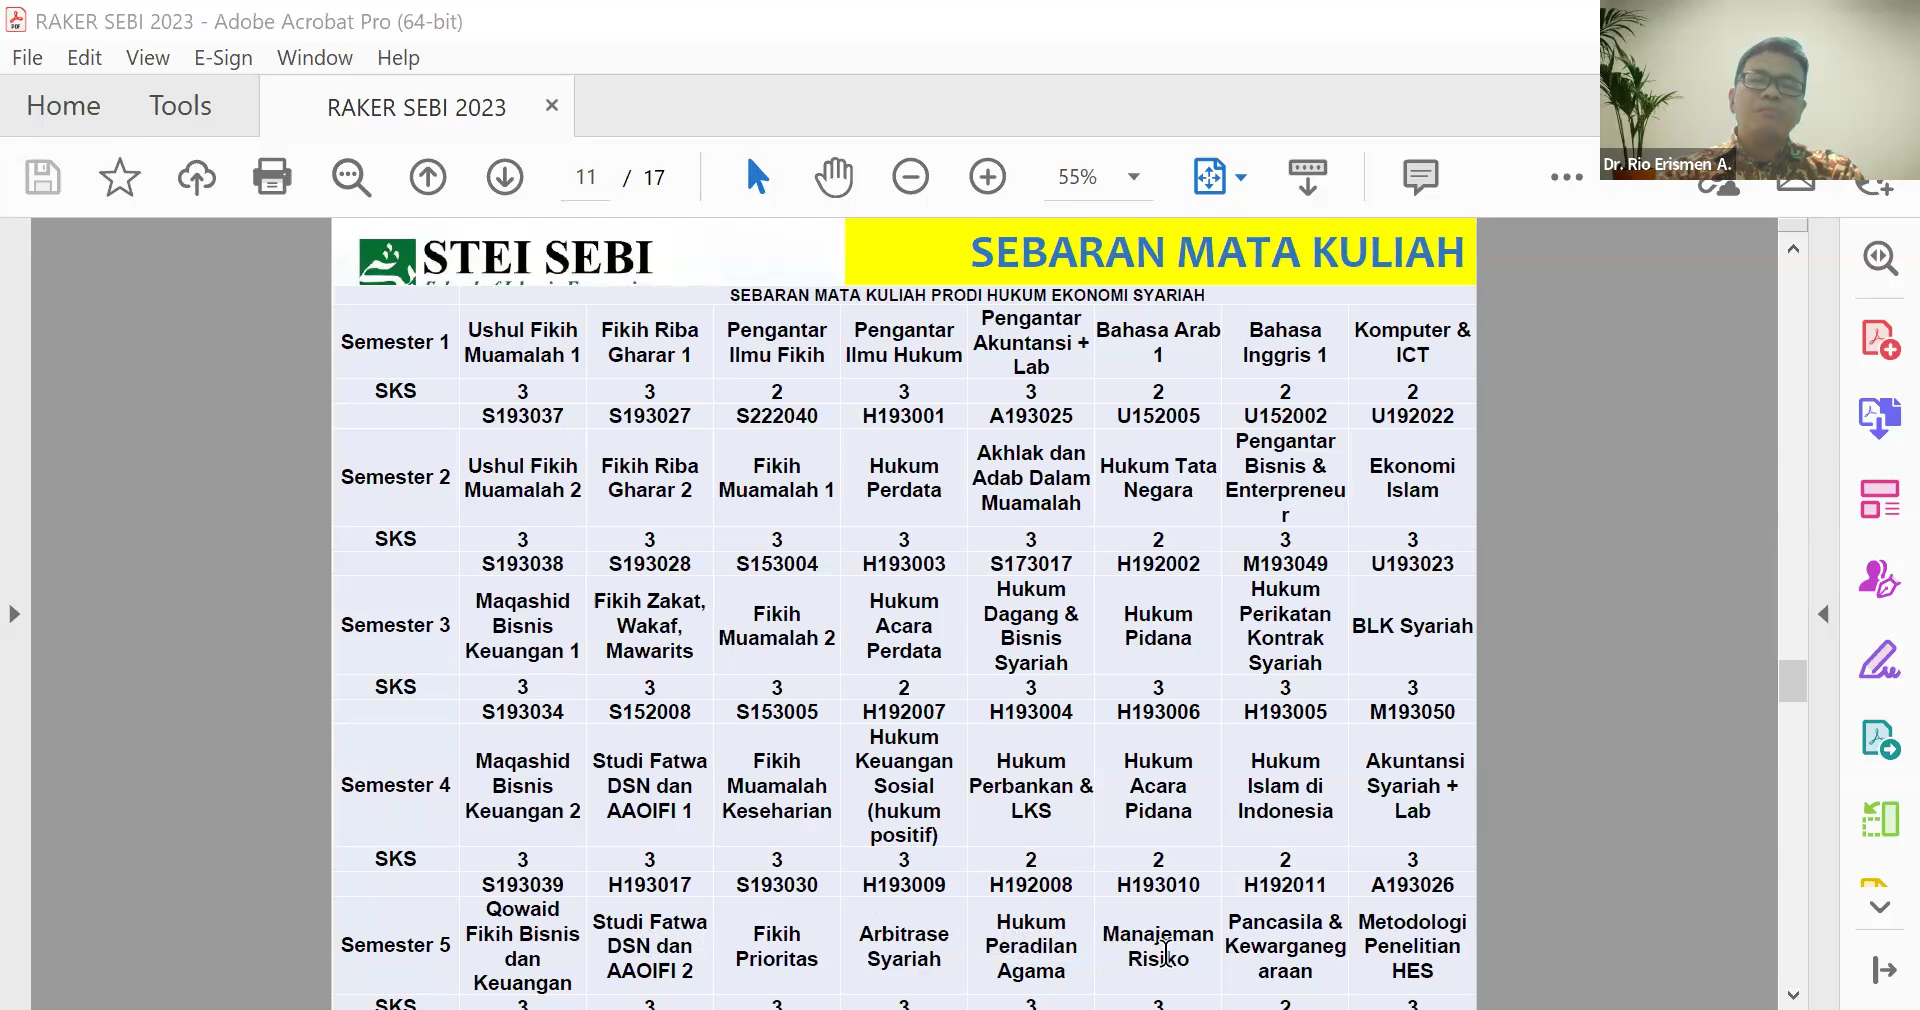 RAKER SEBI 2023 - Adobe Acrobat Pro (64-bit)
File Edit View E-Sign Window Help
Home Tools RAKER SEBI 2023 ×
11 / 17 55%
Dr. Rio Erismen A.
STEI SEBI
SEBARAN MATA KULIAH
SEBARAN MATA KULIAH PRODI HUKUM EKONOMI SYARIAH
Semester 1
Ushul Fikih
Muamalah 1
Fikih Riba
Gharar 1
Pengantar
Ilmu Fikih
Pengantar
Ilmu Hukum
Pengantar
Akuntansi +
Lab
Bahasa Arab
1
Bahasa
Inggris 1
Komputer &
ICT
SKS 3 3 2 3 3 2 2 2
S193037 S193027 S222040 H193001 A193025 U152005 U152002 U192022
Semester 2
Ushul Fikih
Muamalah 2
Fikih Riba
Gharar 2
Fikih
Muamalah 1
Hukum
Perdata
Akhlak dan
Adab Dalam
Muamalah
Hukum Tata
Negara
Pengantar
Bisnis &
Enterpreneu
r
Ekonomi
Islam
SKS 3 3 3 3 3 2 3 3
S193038 S193028 S153004 H193003 S173017 H192002 M193049 U193023
Semester 3
Maqashid
Bisnis
Keuangan 1
Fikih Zakat,
Wakaf,
Mawarits
Fikih
Muamalah 2
Hukum
Acara
Perdata
Hukum
Dagang &
Bisnis
Syariah
Hukum
Pidana
Hukum
Perikatan
Kontrak
Syariah
BLK Syariah
SKS 3 3 3 2 3 3 3 3
S193034 S152008 S153005 H192007 H193004 H193006 H193005 M193050
Semester 4
Maqashid
Bisnis
Keuangan 2
Studi Fatwa
DSN dan
AAOIFI 1
Fikih
Muamalah
Keseharian
Hukum
Keuangan
Sosial
(hukum
positif)
Hukum
Perbankan &
LKS
Hukum
Acara
Pidana
Hukum
Islam di
Indonesia
Akuntansi
Syariah +
Lab
SKS 3 3 3 3 2 2 2 3
S193039 H193017 S193030 H193009 H192008 H193010 H192011 A193026
Semester 5
Qowaid
Fikih Bisnis
dan
Keuangan
Studi Fatwa
DSN dan
AAOIFI 2
Fikih
Prioritas
Arbitrase
Syariah
Hukum
Peradilan
Agama
Manajeman
Risiko
Pancasila &
Kewarganeg
araan
Metodologi
Penelitian
HES
SKS 3 3 3 3 3 3 2 3